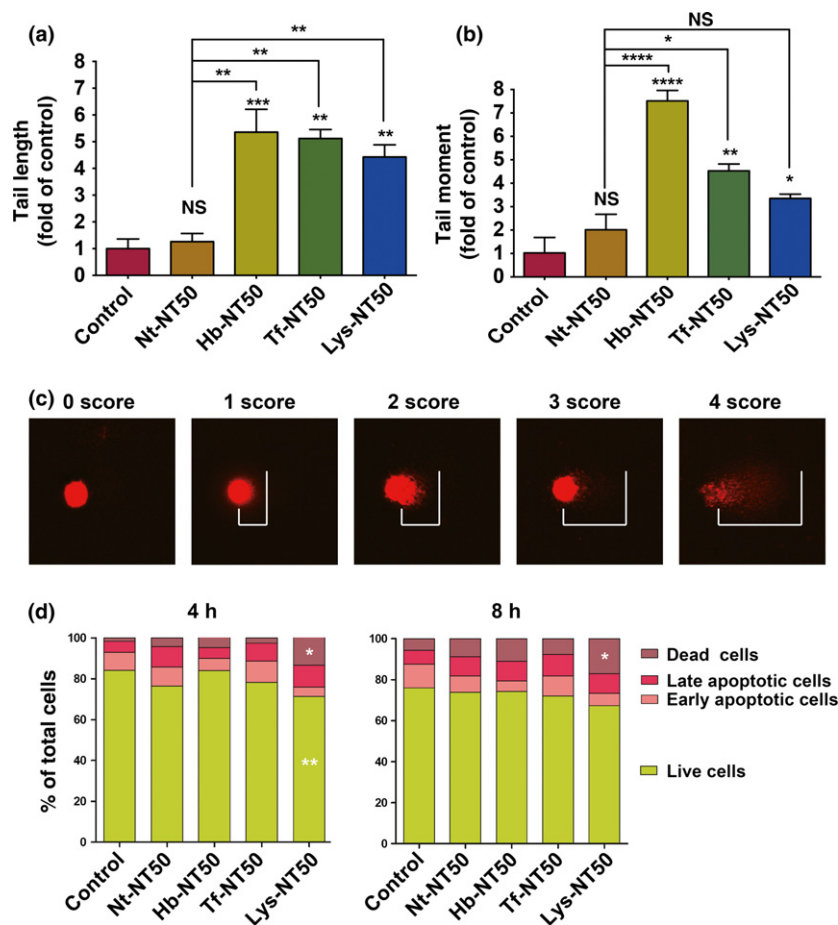 (a)
**
**
**
***
**
**
NS
8
7
6
5
4
3
2
1
0
Tail length
(fold of control)
Control
Nt-NT50
Hb-NT50
Tf-NT50
Lys-NT50
(b)
NS
*
****
****
**
*
NS
8
7
6
5
4
3
2
1
0
Tail moment
(fold of control)
Control
Nt-NT50
Hb-NT50
Tf-NT50
Lys-NT50
(c)
0 score 1 score 2 score 3 score 4 score
(d)
4 h
100
80
60
40
20
0
% of total cells
*
**
Control
Nt-NT50
Hb-NT50
Tf-NT50
Lys-NT50
8 h
100
80
60
40
20
0
*
Control
Nt-NT50
Hb-NT50
Tf-NT50
Lys-NT50
Dead cells
Late apoptotic cells
Early apoptotic cells
Live cells